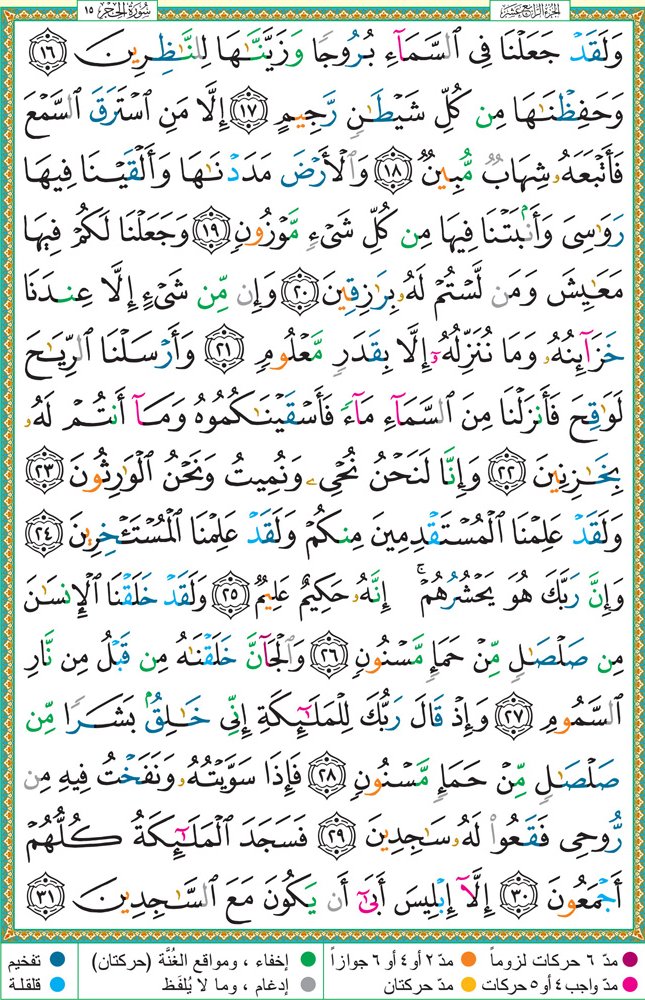 الجزء الرابع عشر
سورة الحجر ١٥
وَلَقَدْ جَعَلْنَا فِى ٱلسَّمَآءِ بُرُوجًا وَزَيَّنَّـٰهَا لِلنَّـٰظِرِينَ ١٦
وَحَفِظْنَـٰهَا مِن كُلِّ شَيْطَـٰنٍ رَّجِيمٍ ١٧ إِلَّا مَنِ ٱسْتَرَقَ ٱلسَّمْعَ
فَأَتْبَعَهُۥ شِهَابٌ مُّبِينٌ ١٨ وَٱلْأَرْضَ مَدَدْنَـٰهَا وَأَلْقَيْنَا فِيهَا
رَوَٰسِىَ وَأَنۢبَتْنَا فِيهَا مِن كُلِّ شَىْءٍ مَّوْزُونٍ ١٩ وَجَعَلْنَا لَكُمْ فِيهَا
مَعَـٰيِشَ وَمَن لَّسْتُمْ لَهُۥ بِرَٰزِقِينَ ٢٠ وَإِن مِّن شَىْءٍ إِلَّا عِندَنَا
خَزَآئِنُهُۥ وَمَا نُنَزِّلُهُۥٓ إِلَّا بِقَدَرٍ مَّعْلُومٍ ٢١ وَأَرْسَلْنَا ٱلرِّيَـٰحَ
لَوَٰقِحَ فَأَنزَلْنَا مِنَ ٱلسَّمَآءِ مَآءً فَأَسْقَيْنَـٰكُمُوهُ وَمَآ أَنتُمْ لَهُۥ
بِخَـٰزِنِينَ ٢٢ وَإِنَّا لَنَحْنُ نُحْىِۦ وَنُمِيتُ وَنَحْنُ ٱلْوَٰرِثُونَ ٢٣
وَلَقَدْ عَلِمْنَا ٱلْمُسْتَقْدِمِينَ مِنكُمْ وَلَقَدْ عَلِمْنَا ٱلْمُسْتَـْٔخِرِينَ ٢٤
وَإِنَّ رَبَّكَ هُوَ يَحْشُرُهُمْ ۚ إِنَّهُۥ حَكِيمٌ عَلِيمٌ ٢٥ وَلَقَدْ خَلَقْنَا ٱلْإِنسَـٰنَ
مِن صَلْصَـٰلٍ مِّنْ حَمَإٍ مَّسْنُونٍ ٢٦ وَٱلْجَآنَّ خَلَقْنَـٰهُ مِن قَبْلُ مِن نَّارِ
ٱلسَّمُومِ ٢٧ وَإِذْ قَالَ رَبُّكَ لِلْمَلَـٰٓئِكَةِ إِنِّى خَـٰلِقٌۢ بَشَرًا مِّن
صَلْصَـٰلٍ مِّنْ حَمَإٍ مَّسْنُونٍ ٢٨ فَإِذَا سَوَّيْتُهُۥ وَنَفَخْتُ فِيهِ مِن
رُّوحِى فَقَعُوا۟ لَهُۥ سَـٰجِدِينَ ٢٩ فَسَجَدَ ٱلْمَلَـٰٓئِكَةُ كُلُّهُمْ
أَجْمَعُونَ ٣٠ إِلَّآ إِبْلِيسَ أَبَىٰٓ أَن يَكُونَ مَعَ ٱلسَّـٰجِدِينَ ٣١
مدّ ٦ حركات لزوماً مدّ ٢ أو ٤ أو ٦ جوازاً إخفاء ، ومواقع الغُنَّة (حركتان) تفخيم
مدّ واجب ٤ أو ٥ حركات مدّ حركتان إدغام ، وما لا يُلفَظ قلقلة